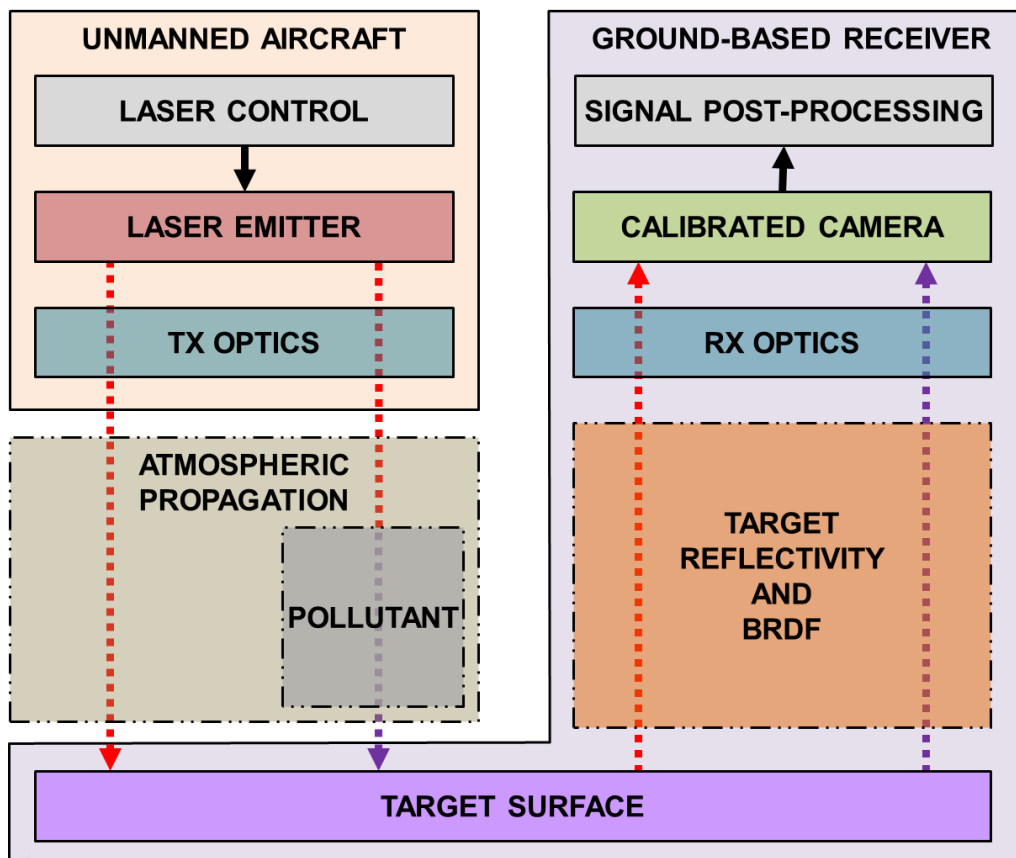 UNMANNED AIRCRAFT
LASER CONTROL
LASER EMITTER
TX OPTICS
ATMOSPHERIC
PROPAGATION
POLLUTANT
GROUND-BASED RECEIVER
SIGNAL POST-PROCESSING
CALIBRATED CAMERA
RX OPTICS
TARGET
REFLECTIVITY
AND
BRDF
TARGET SURFACE